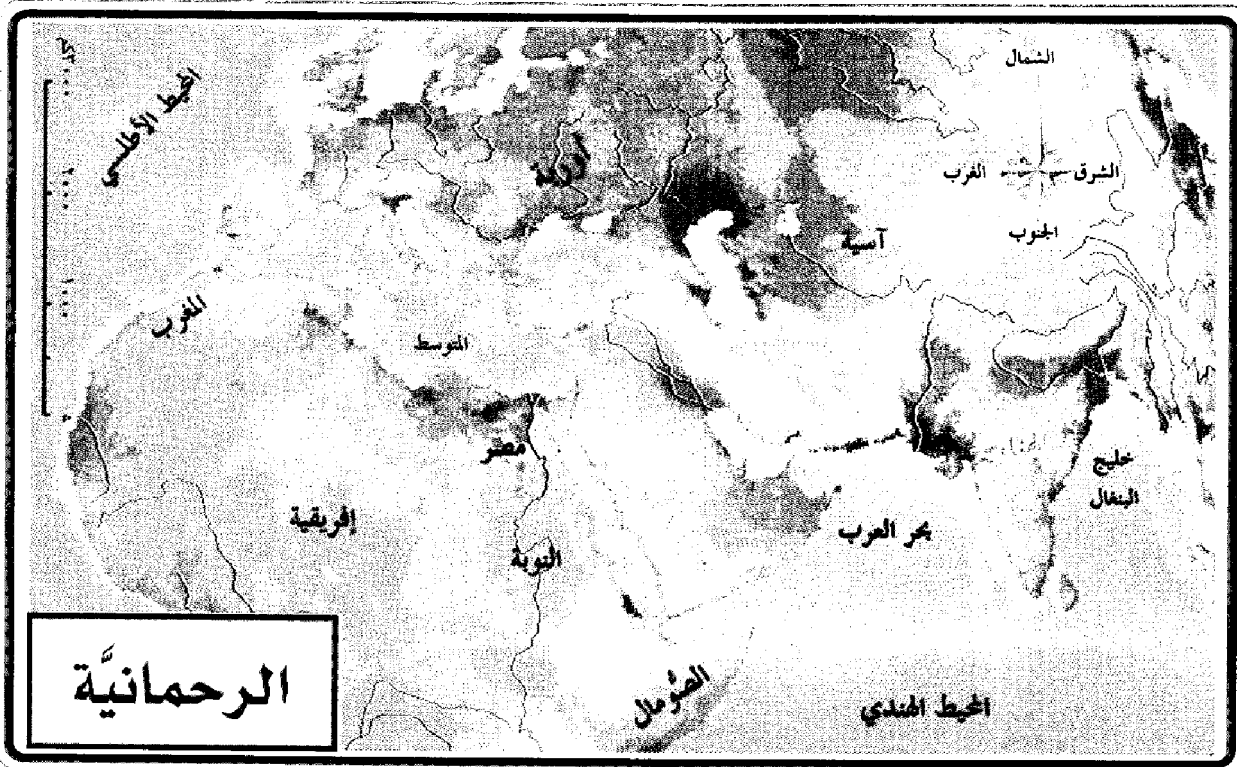 الشمال
الغرب
الشرق
الجنوب
المحيط الأطلسي
أوربة
آسية
المغرب
المتوسط
مصر
خليج
البنغال
إفريقية
بحر العرب
النوبة
الصُّومال
المحيط الهندي
الرحمانيَّة